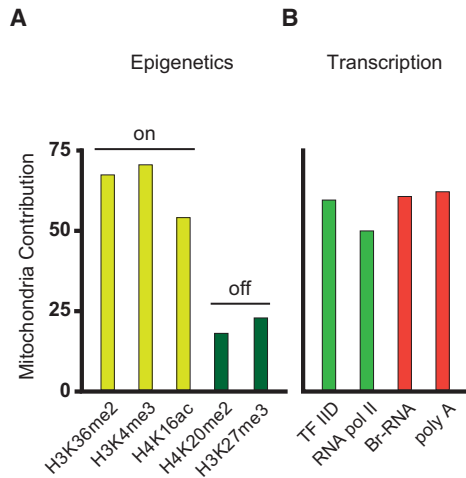 A
B
Epigenetics
Transcription
Mitochondria Contribution
75
50
25
0
on
off
H3K36me2
H3K4me3
H4K16ac
H4K20me2
H3K27me3
TF IID
RNA pol II
Br-RNA
poly A